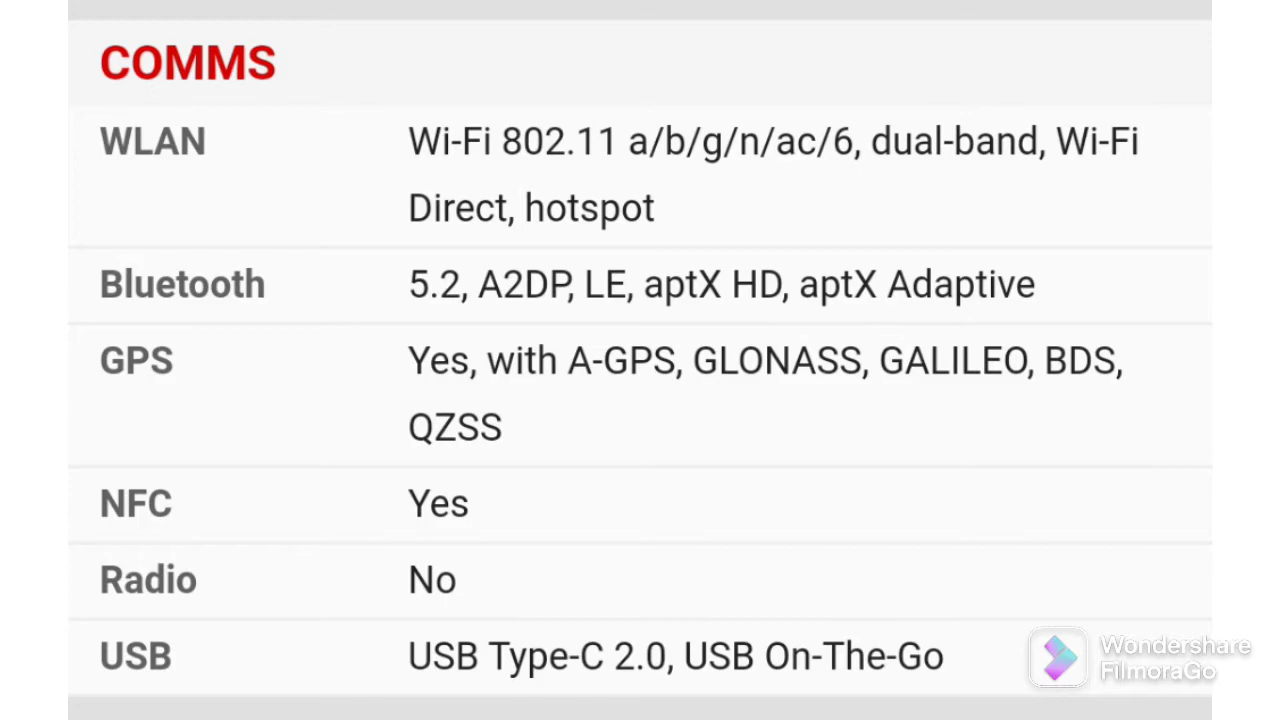 COMMS
WLAN Wi-Fi 802.11 a/b/g/n/ac/6, dual-band, Wi-Fi
Direct, hotspot
Bluetooth 5.2, A2DP, LE, aptX HD, aptX Adaptive
GPS Yes, with A-GPS, GLONASS, GALILEO, BDS,
QZSS
NFC Yes
Radio No
USB USB Type-C 2.0, USB On-The-Go
Wondershare
FilmoraGo